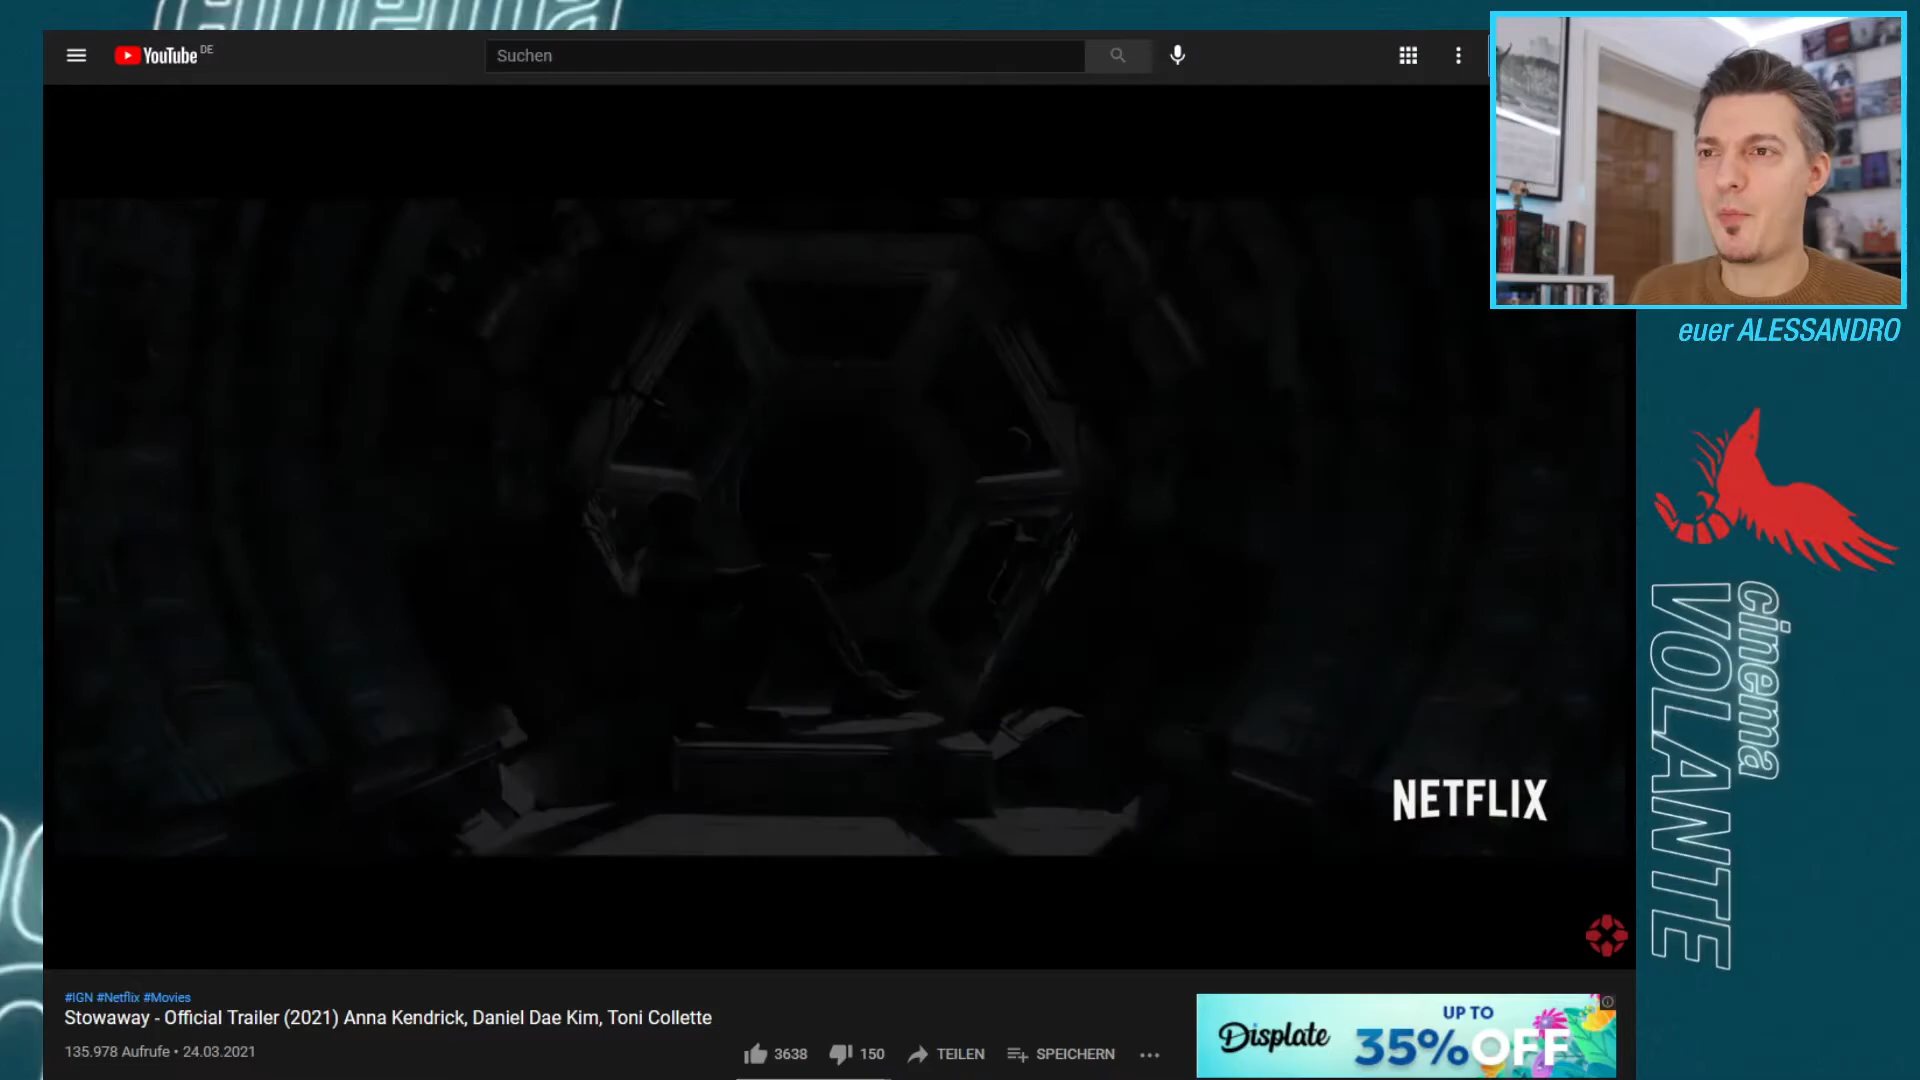 YouTube DE
Suchen
euer ALESSANDRO
cinema
VOLANTE
NETFLIX
#IGN #Netflix #Movies
Stowaway - Official Trailer (2021) Anna Kendrick, Daniel Dae Kim, Toni Collette
135.978 Aufrufe • 24.03.2021
3638
150
TEILEN
SPEICHERN
Displate
UP TO
35% OFF